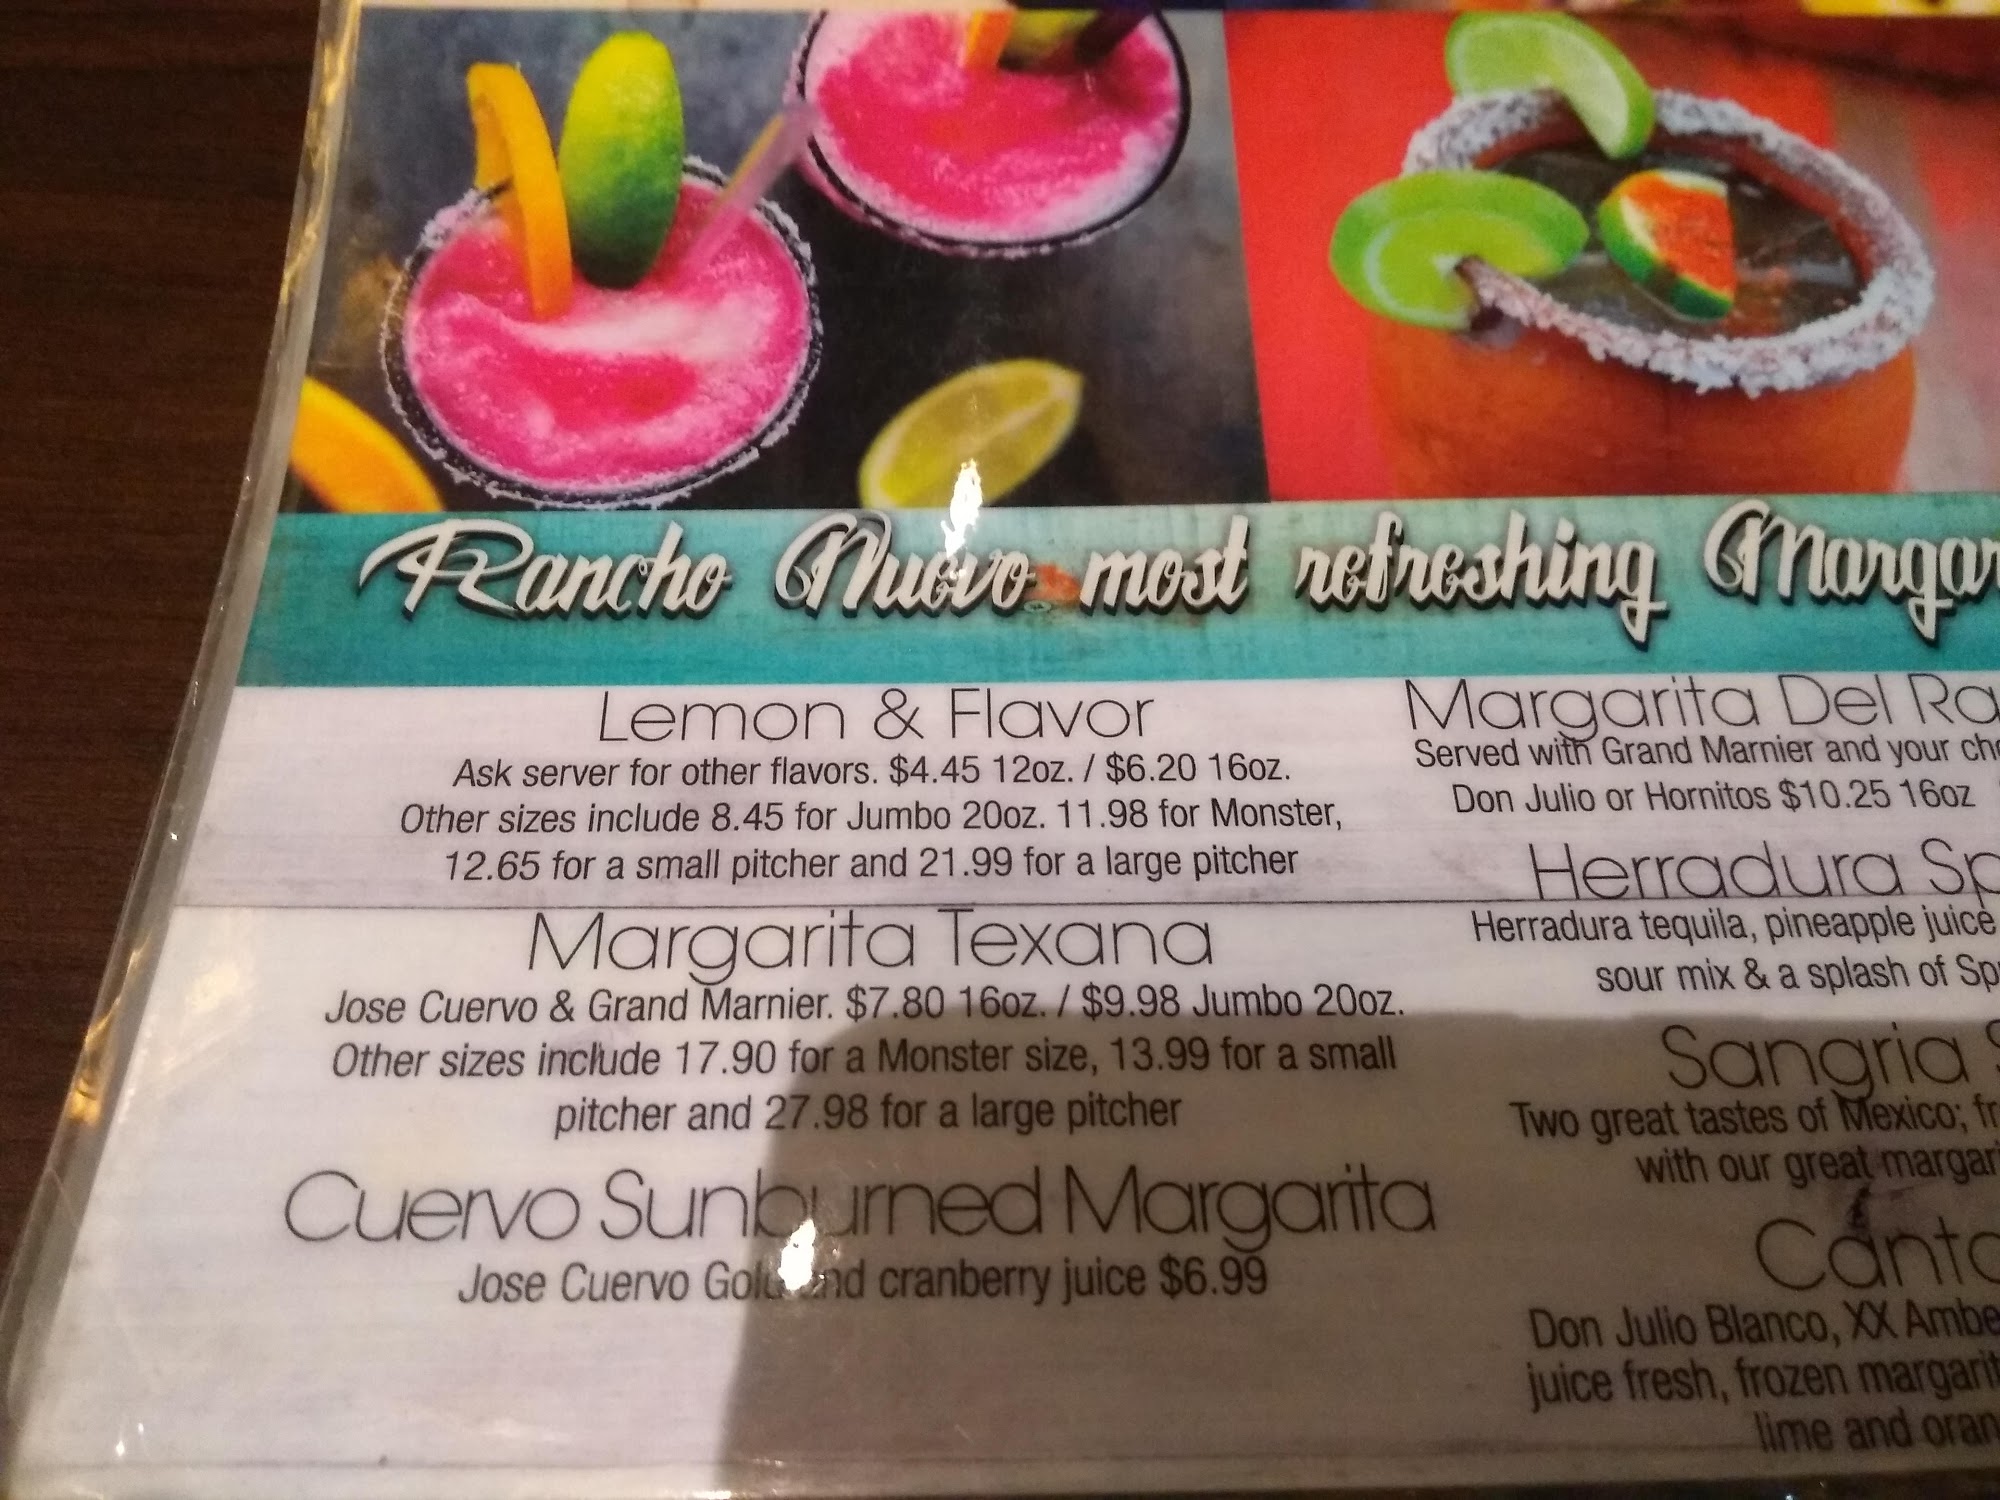 Rancho Nuevo most refreshing
Lemon & Flavor
Ask server for other flavors. $4.45 12oz. / $6.20 16oz.
Other sizes include 8.45 for Jumbo 20oz. 11.98 for Monster,
12.65 for a small pitcher and 21.99 for a large pitcher
Margarita Texana
Jose Cuervo & Grand Marnier. $7.80 16oz. / $9.98 Jumbo 20oz.
Other sizes include 17.90 for a Monster size, 13.99 for a small
pitcher and 27.98 for a large pitcher
Cuervo Sunburned Margarita
Jose Cuervo Gold and cranberry juice $6.99
Margarita Del
Served with Grand Marnier and your
Don Julio or Hornitos $10.25 16oz
Herradura
Herradura tequila, pineapple juice
sour mix & a splash of
Sangria
Two great tastes of Mexico;
with our great
Don Julio Blanco, XX
juice fresh, frozen
lime and